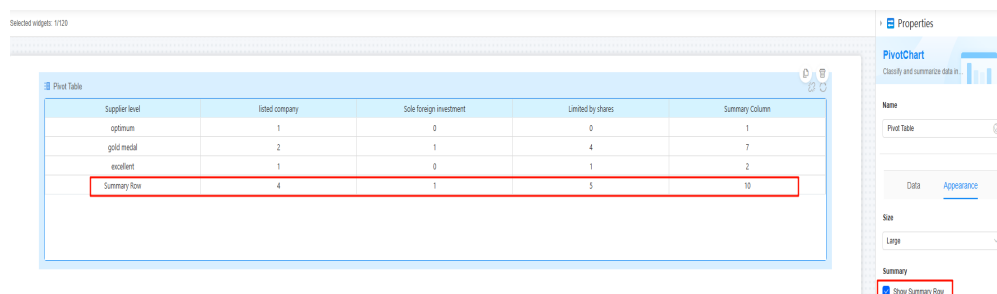 Selected widgets: 1/120
Properties
PivotChart
Classify and summarize data in...
Name
Pivot Table
Data Appearance
Size
Large
Summary
Show Summary Row
Pivot Table
Supplier level listed company Sole foreign investment Limited by shares Summary Column
optimum 1 0 0 1
gold medal 2 1 4 7
excellent 1 0 1 2
Summary Row 4 1 5 10